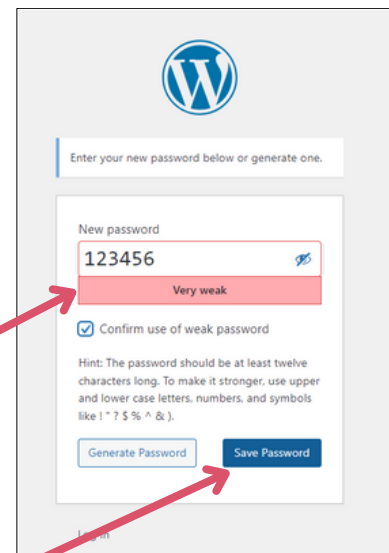 Enter your new password below or generate one.
New password
123456
Very weak
Confirm use of weak password
Hint: The password should be at least twelve
characters long. To make it stronger, use upper
and lower case letters, numbers, and symbols
like ! " ? $ % ^ & ).
Generate Password
Save Password
Log in